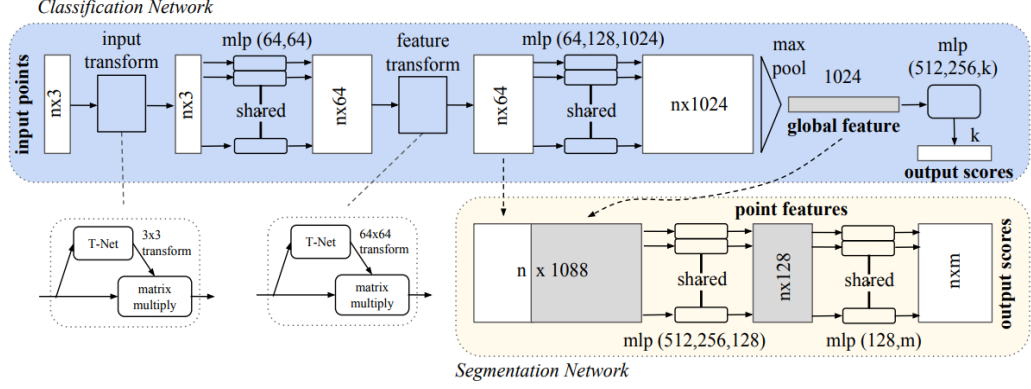 Classification Network
input points
nx3
input
transform
nx3
mlp (64,64)
shared
nx64
feature
transform
nx64
mlp (64,128,1024)
shared
nx1024
max
pool
1024
global feature
mlp
(512,256,k)
k
output scores
T-Net
3x3
transform
matrix
multiply
T-Net
64x64
transform
matrix
multiply
point features
n x 1088
shared
mlp (512,256,128)
nx128
shared
mlp (128,m)
nxm
output scores
Segmentation Network